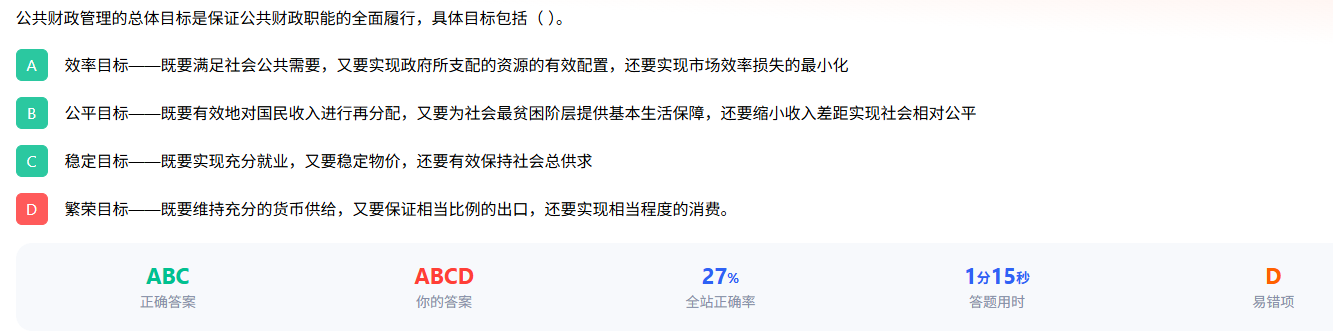 公共财政管理的总体目标是保证公共财政职能的全面履行，具体目标包括（ ）。
A 效率目标——既要满足社会公共需要，又要实现政府所支配的资源的有效配置，还要实现市场效率损失的最小化
B 公平目标——既要有效地对国民收入进行再分配，又要为社会最贫困阶层提供基本生活保障，还要缩小收入差距实现社会相对公平
C 稳定目标——既要实现充分就业，又要稳定物价，还要有效保持社会总供求
D 繁荣目标——既要维持充分的货币供给，又要保证相当比例的出口，还要实现相当程度的消费。
ABC ABCD 27% 1分15秒 D
正确答案 你的答案 全站正确率 答题用时 易错项